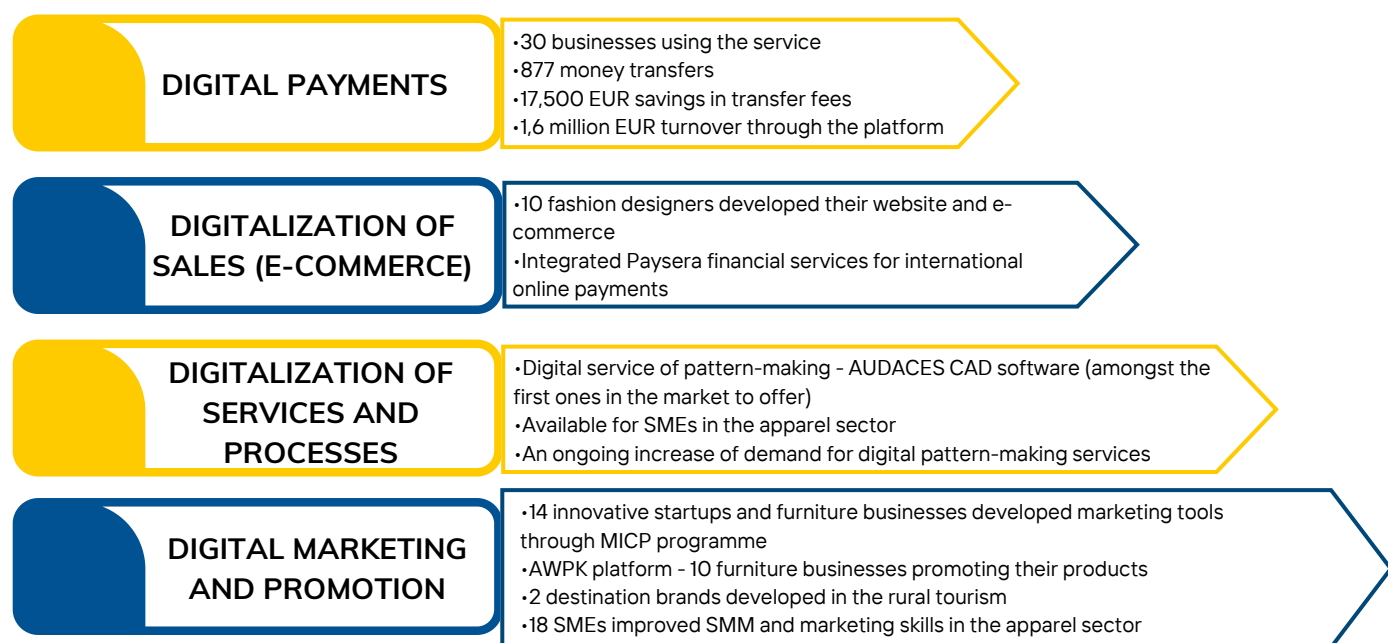 DIGITAL PAYMENTS
•30 businesses using the service
•877 money transfers
•17,500 EUR savings in transfer fees
•1,6 million EUR turnover through the platform
DIGITALIZATION OF
SALES (E-COMMERCE)
•10 fashion designers developed their website and e-
commerce
•Integrated Paysera financial services for international
online payments
DIGITALIZATION OF
SERVICES AND
PROCESSES
•Digital service of pattern-making - AUDACES CAD software (amongst the
first ones in the market to offer)
•Available for SMEs in the apparel sector
•An ongoing increase of demand for digital pattern-making services
DIGITAL MARKETING
AND PROMOTION
•14 innovative startups and furniture businesses developed marketing tools
through MICP programme
•AWPK platform - 10 furniture businesses promoting their products
•2 destination brands developed in the rural tourism
•18 SMEs improved SMM and marketing skills in the apparel sector